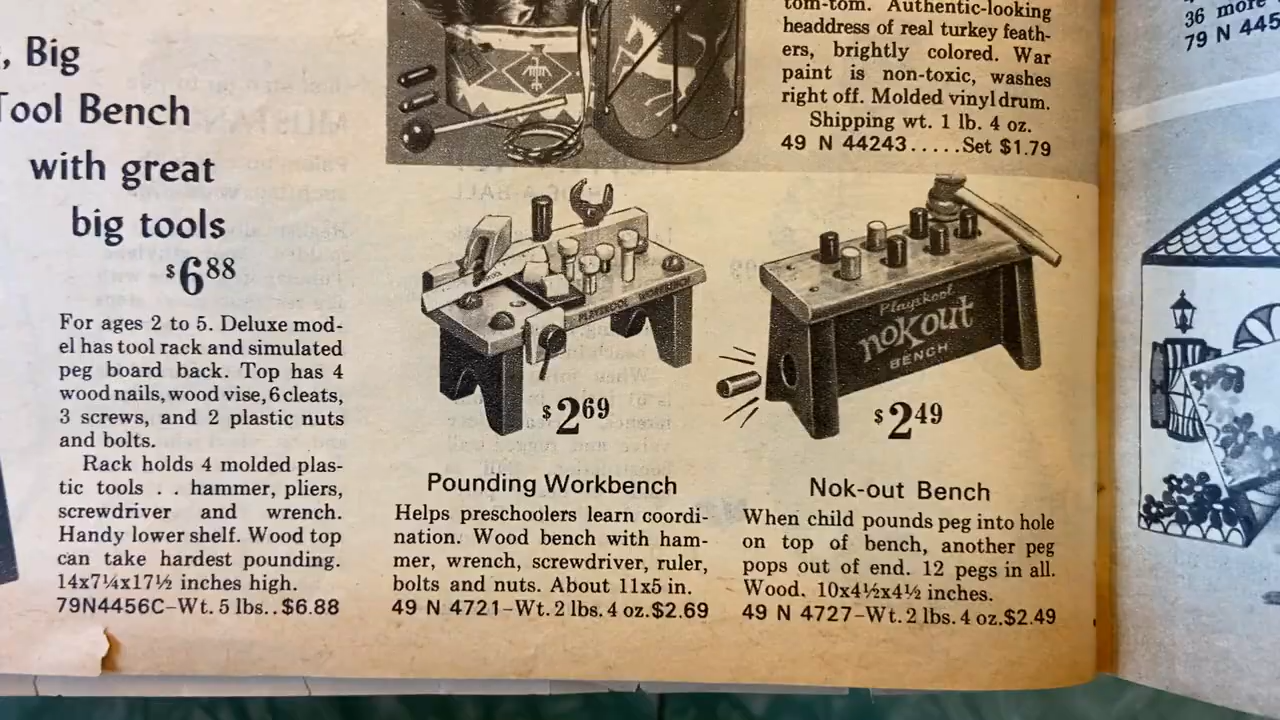 , Big
Tool Bench
with great
big tools
$6 88
For ages 2 to 5. Deluxe mod-
el has tool rack and simulated
peg board back. Top has 4
wood nails, wood vise, 6 cleats,
3 screws, and 2 plastic nuts
and bolts.
Rack holds 4 molded plas-
tic tools . . hammer, pliers,
screwdriver and wrench.
Handy lower shelf. Wood top
can take hardest pounding.
14x7¼x17½ inches high.
79N4456C–Wt. 5 lbs..$6.88
tom-tom. Authentic-looking
headdress of real turkey feath-
ers, brightly colored. War
paint is non-toxic, washes
right off. Molded vinyl drum.
Shipping wt. 1 lb. 4 oz.
49 N 44243.....Set $1.79
PLAYSKOOL
$2 69
Pounding Workbench
Helps preschoolers learn coordi-
nation. Wood bench with ham-
mer, wrench, screwdriver, ruler,
bolts and nuts. About 11x5 in.
49 N 4721–Wt. 2 lbs. 4 oz.$2.69
Playskool
nok out
BENCH
$2 49
Nok-out Bench
When child pounds peg into hole
on top of bench, another peg
pops out of end. 12 pegs in all.
Wood. 10x4½x4½ inches.
49 N 4727–Wt. 2 lbs. 4 oz.$2.49
36 more
79 N 445